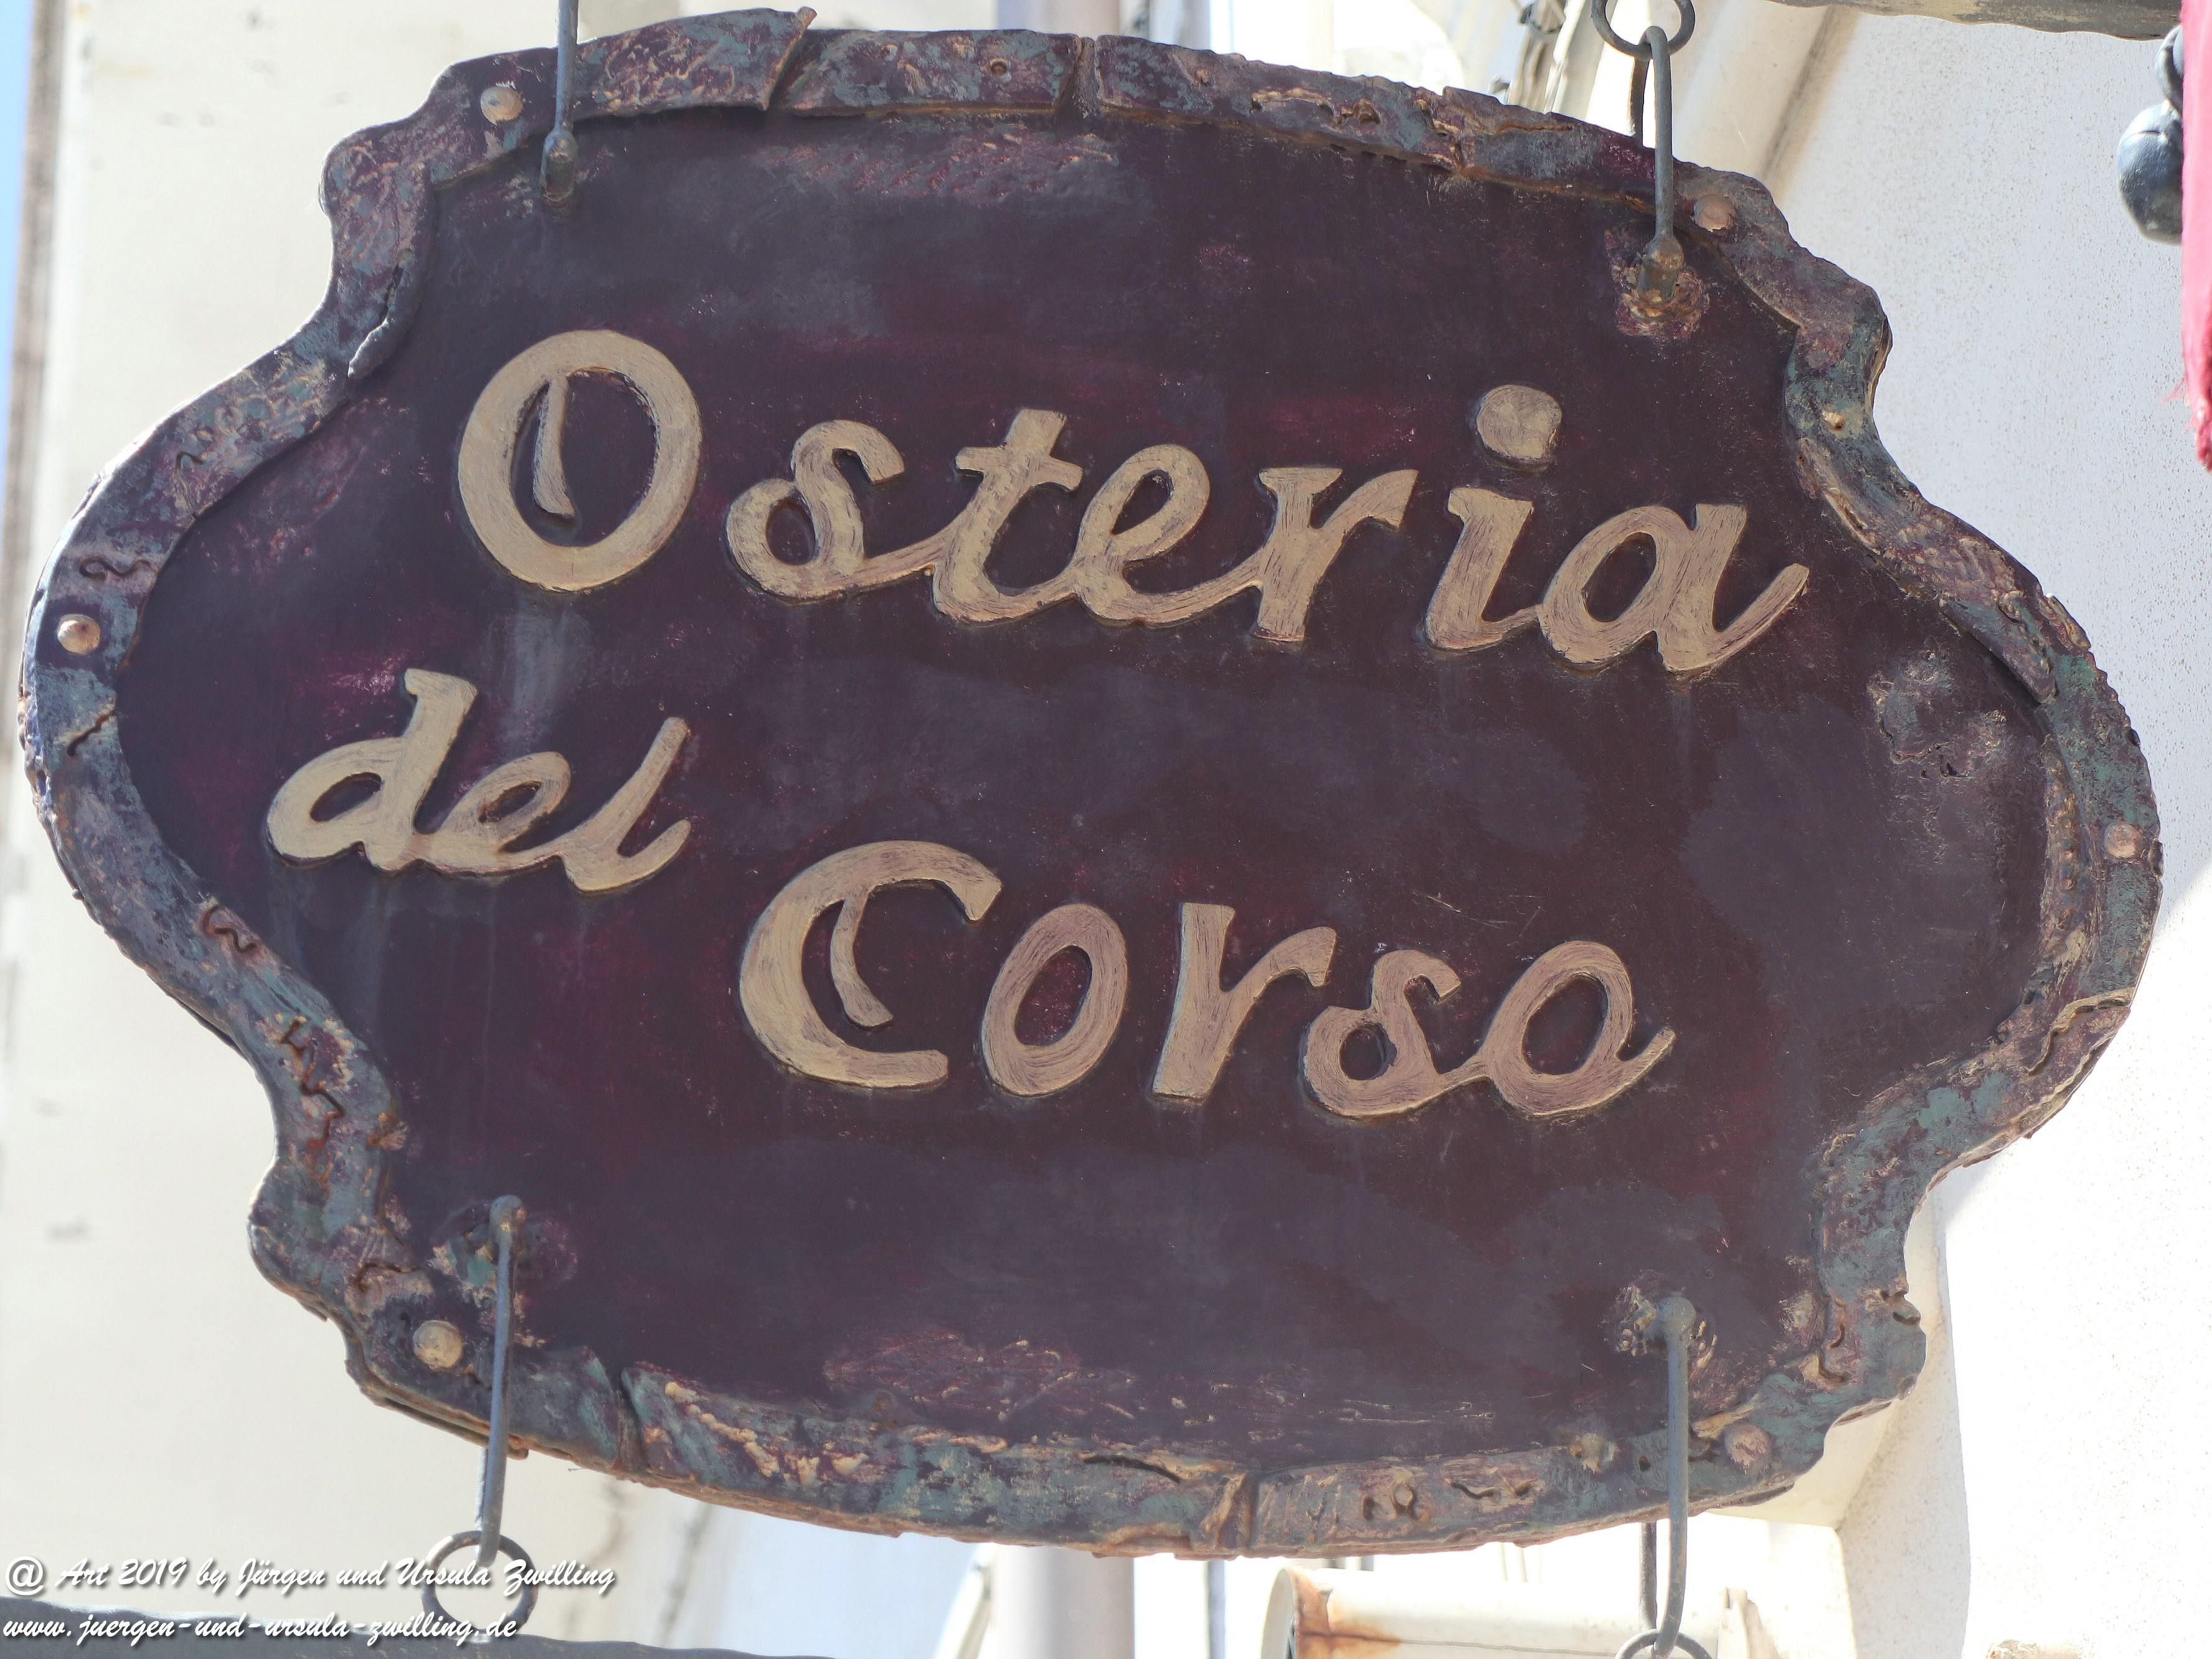 Osteria
del
Corso
@ Art 2019 by Jürgen und Ursula Zwilling
www.juergen-und-ursula-zwilling.de